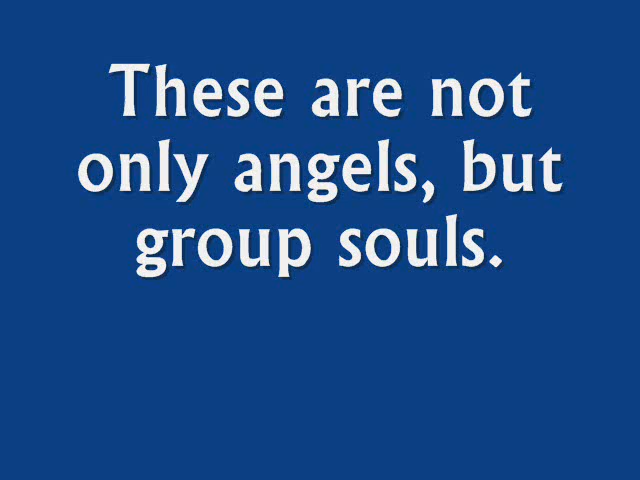 These are not
only angels, but
group souls.